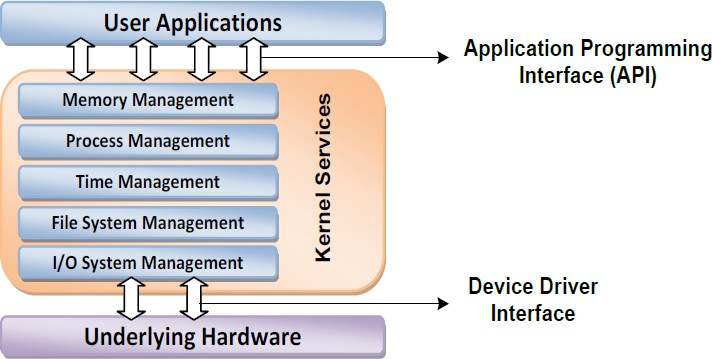 User Applications
Application Programming
Interface (API)
Memory Management
Process Management
Time Management
File System Management
I/O System Management
Kernel Services
Device Driver
Interface
Underlying Hardware